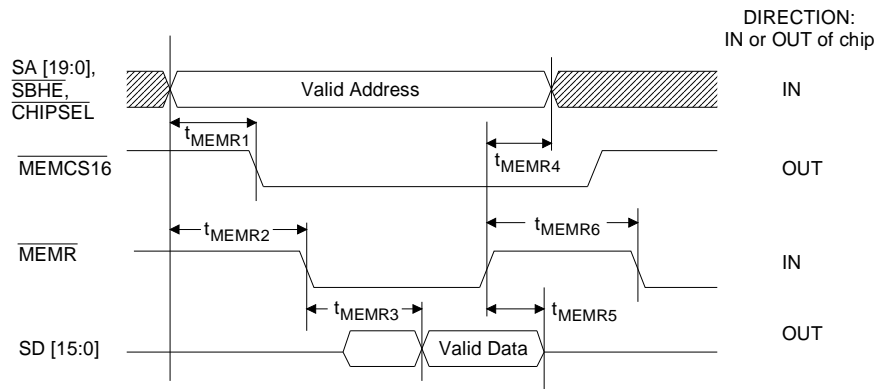 DIRECTION:
IN or OUT of chip
SA [19:0],
SBHE,
CHIPSEL
Valid Address
IN
tMEMR1
tMEMR4
MEMCS16
OUT
tMEMR2
tMEMR6
MEMR
IN
tMEMR3
tMEMR5
OUT
SD [15:0]
Valid Data